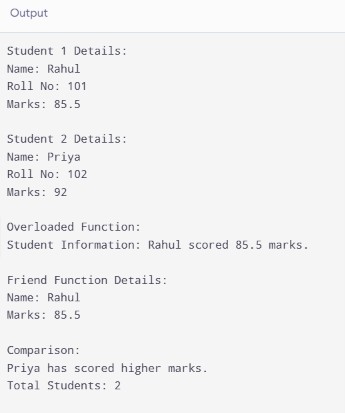 Output
Student 1 Details:
Name: Rahul
Roll No: 101
Marks: 85.5
Student 2 Details:
Name: Priya
Roll No: 102
Marks: 92
Overloaded Function:
Student Information: Rahul scored 85.5 marks.
Friend Function Details:
Name: Rahul
Marks: 85.5
Comparison:
Priya has scored higher marks.
Total Students: 2